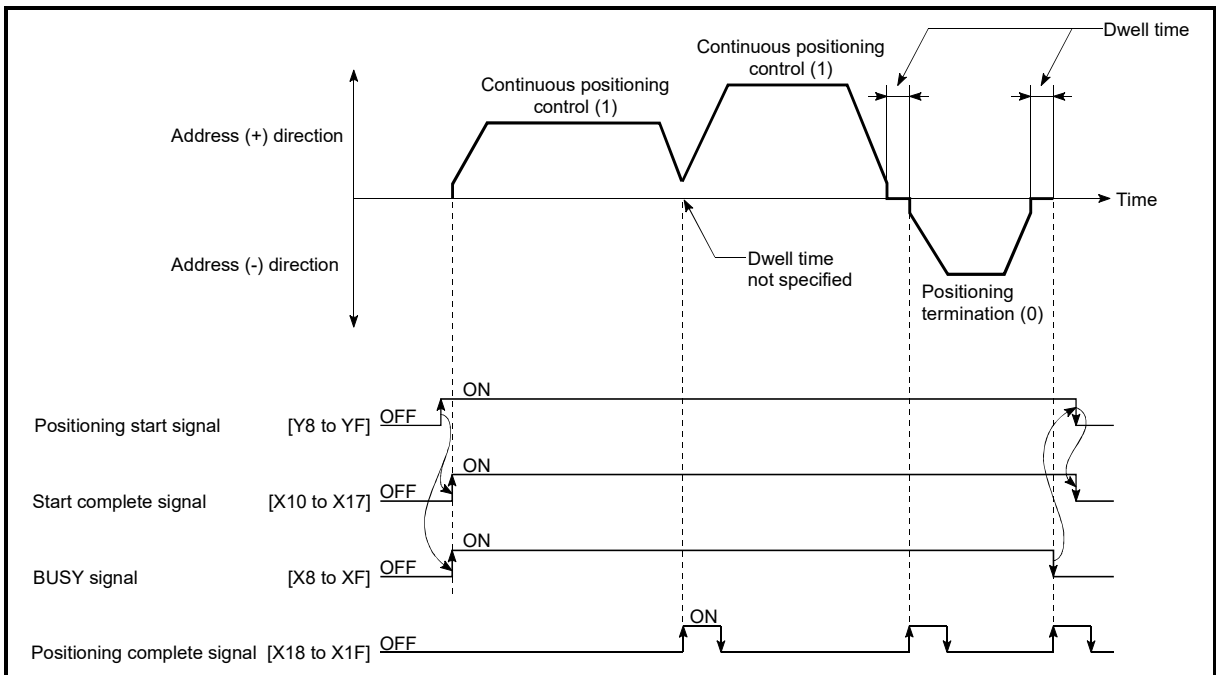 Dwell time
Continuous positioning
control (1)
Continuous positioning
control (1)
Address (+) direction
Time
Dwell time
not specified
Address (-) direction
Positioning
termination (0)
ON
Positioning start signal [Y8 to YF] OFF
ON
Start complete signal [X10 to X17] OFF
ON
BUSY signal [X8 to XF] OFF
ON
Positioning complete signal [X18 to X1F] OFF